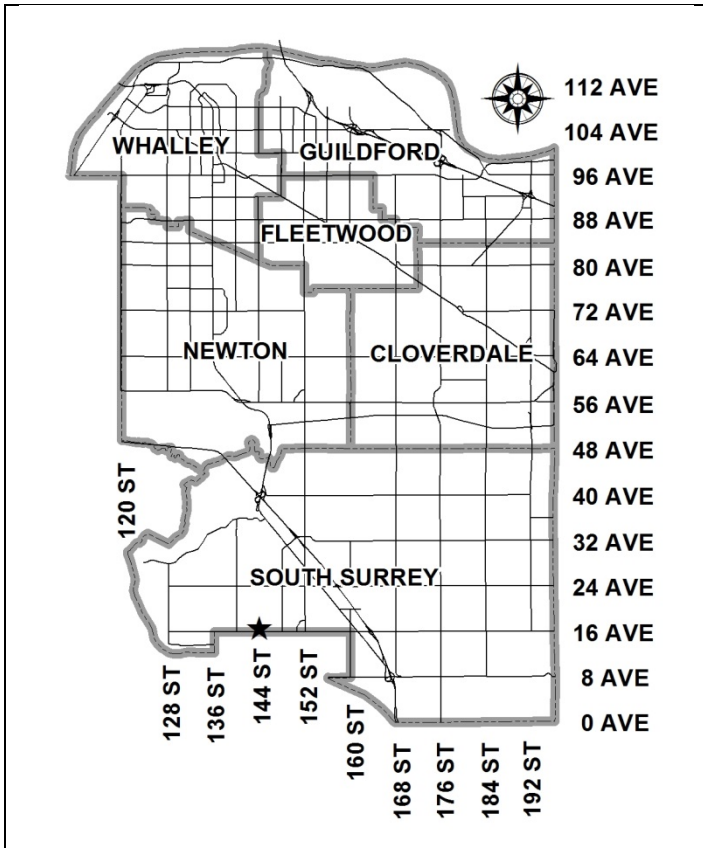 112 AVE
104 AVE
WHALLEY
GUILDFORD
96 AVE
88 AVE
FLEETWOOD
80 AVE
72 AVE
NEWTON
CLOVERDALE
64 AVE
56 AVE
48 AVE
120 ST
40 AVE
32 AVE
SOUTH SURREY
24 AVE
16 AVE
128 ST
136 ST
144 ST
152 ST
8 AVE
160 ST
0 AVE
168 ST
176 ST
184 ST
192 ST